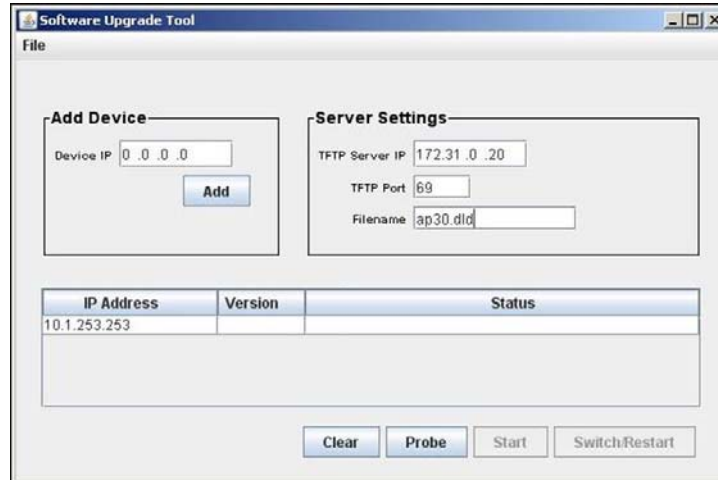 Software Upgrade Tool
File
Add Device
Device IP 0 .0 .0 .0
Add
Server Settings
TFTP Server IP 172.31 .0 .20
TFTP Port 69
Filename ap30.dld
IP Address Version Status
10.1.253.253
Clear Probe Start Switch/Restart